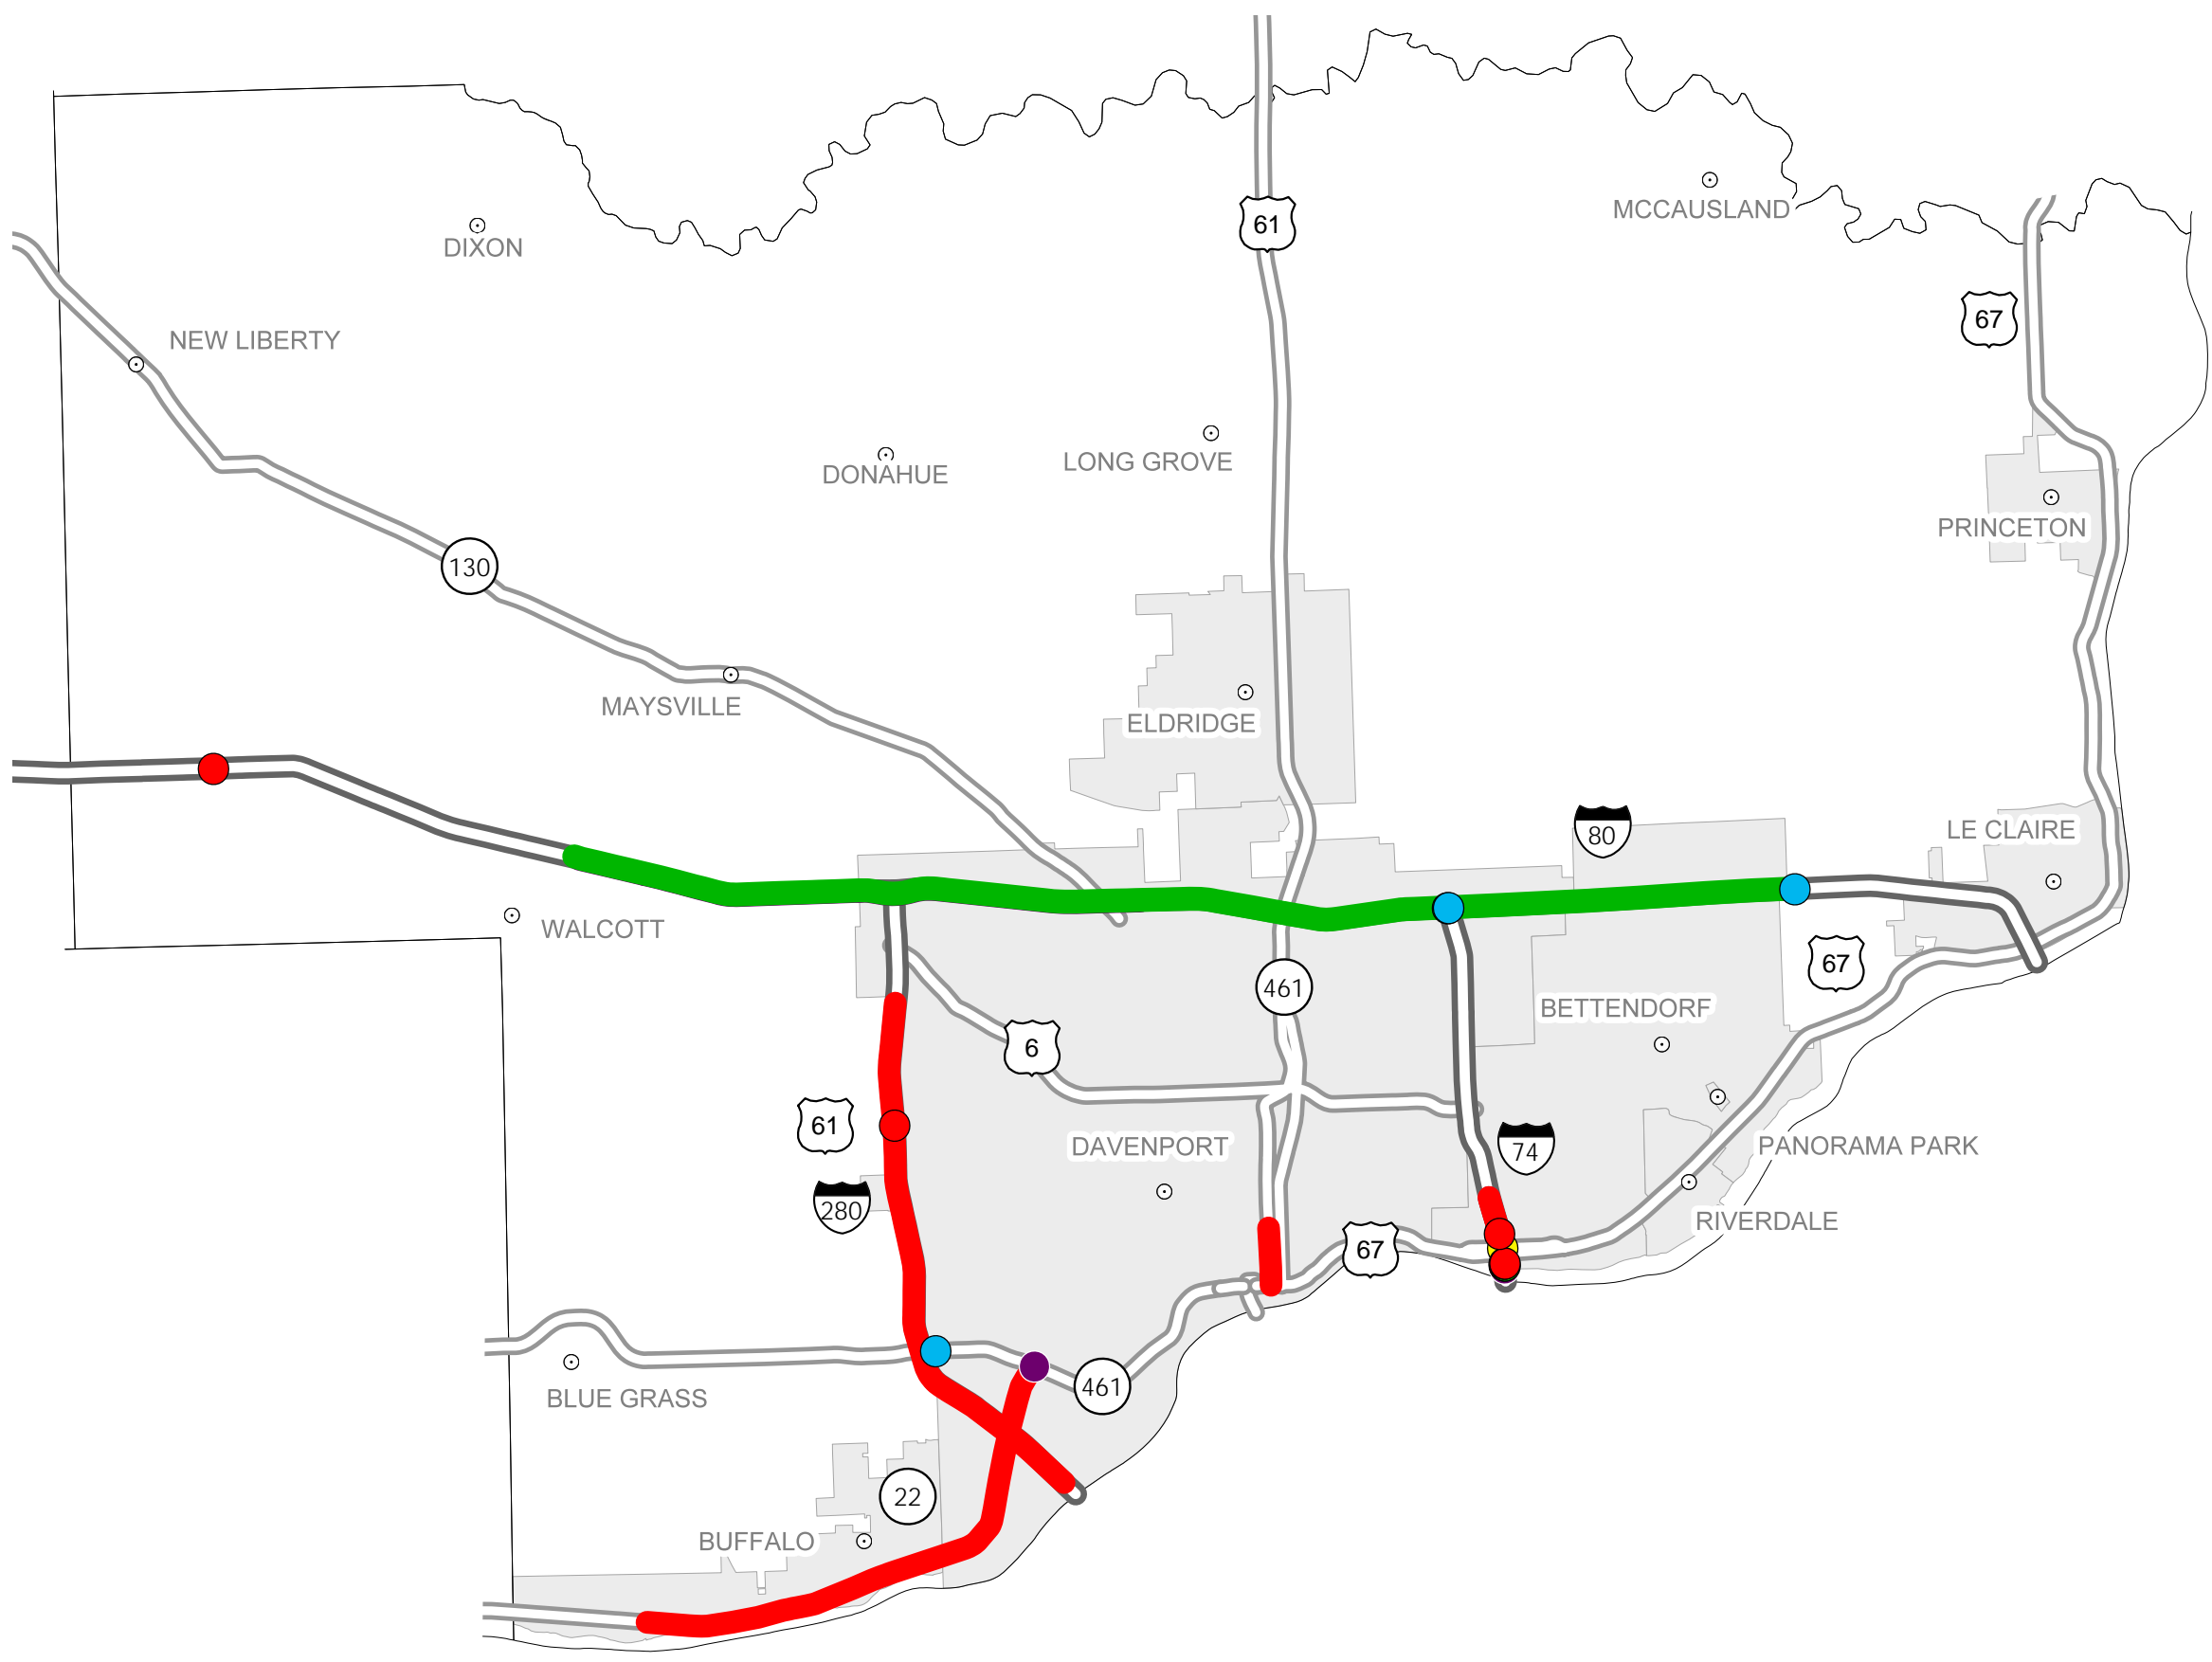 MCCAUSLAND
61
DIXON
67
NEW LIBERTY
LONG GROVE
DONAHUE
PRINCETON
130
MAYSVILLE
ELDRIDGE
80
LE CLAIRE
WALCOTT
67
461
BETTENDORF
6
61
DAVENPORT
74
PANORAMA PARK
280
RIVERDALE
67
461
BLUE GRASS
22
BUFFALO